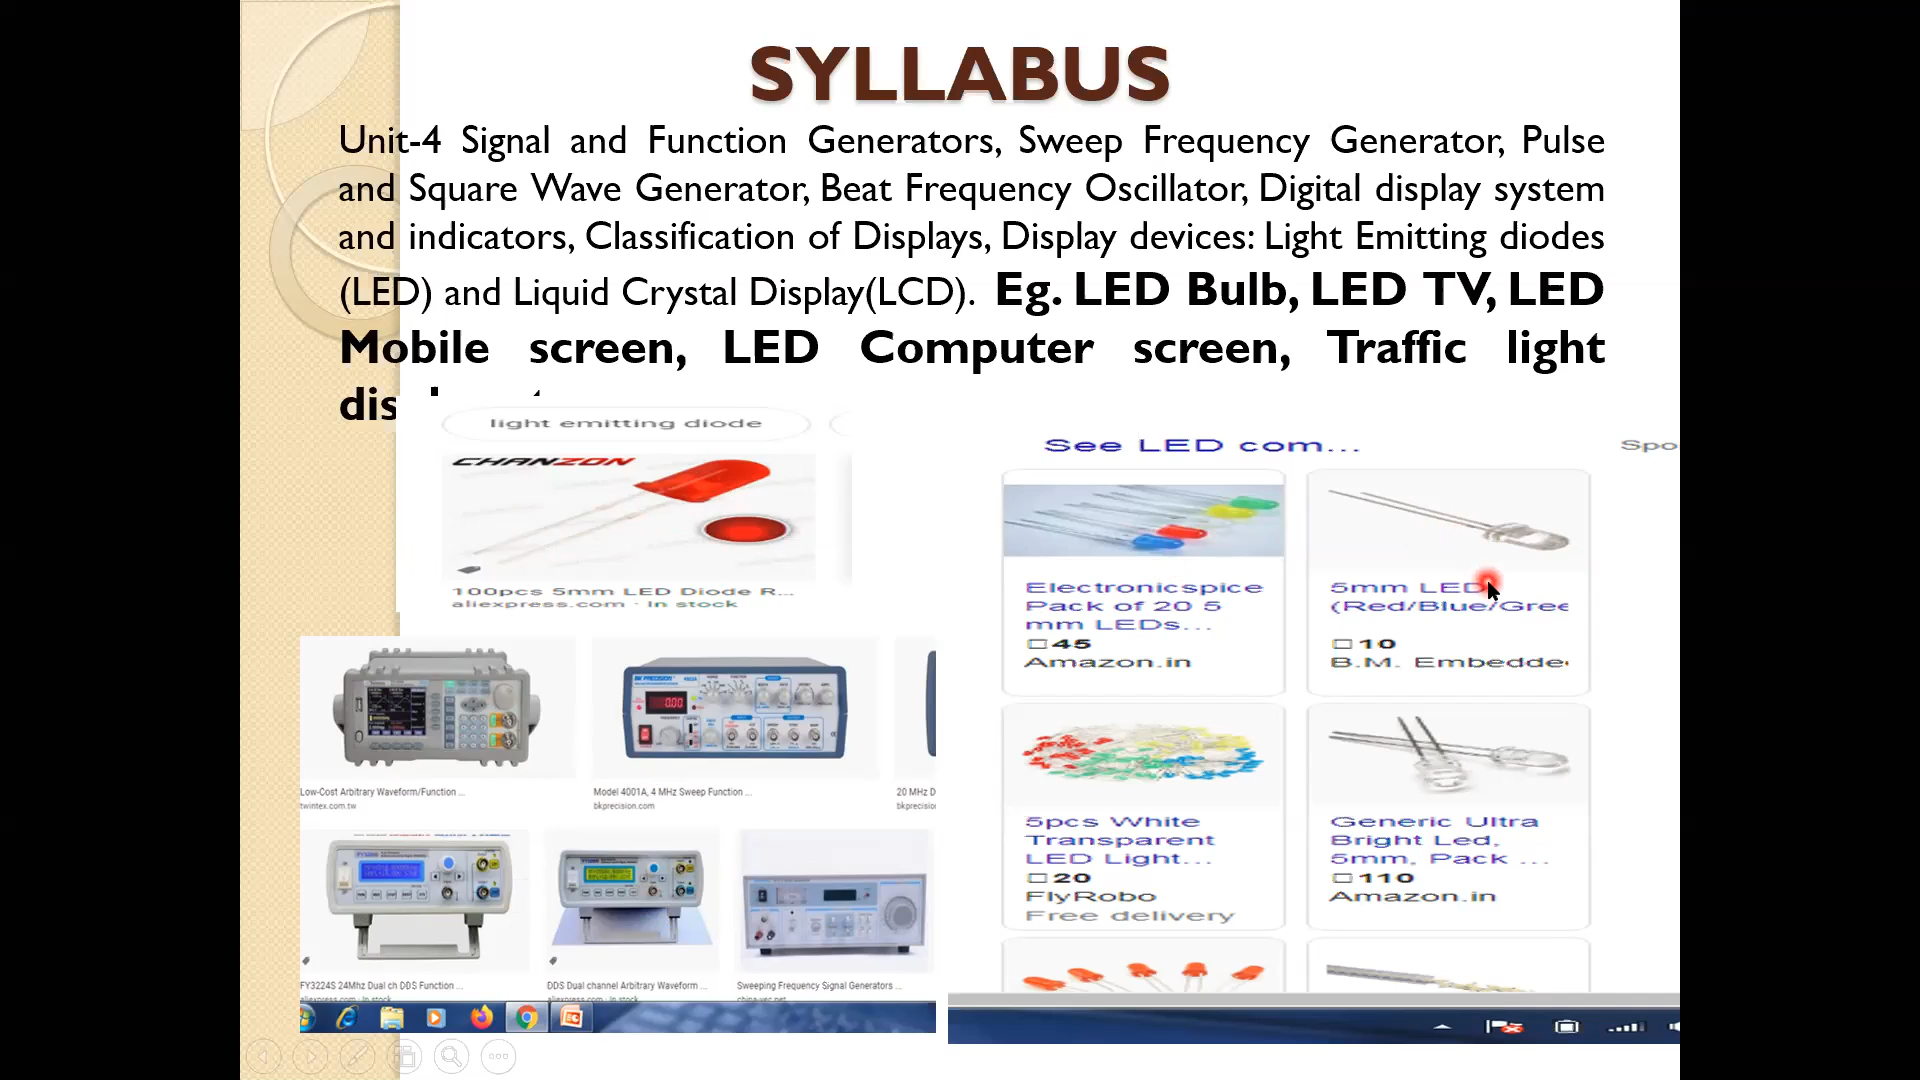 SYLLABUS
Unit-4 Signal and Function Generators, Sweep Frequency Generator, Pulse
and Square Wave Generator, Beat Frequency Oscillator, Digital display system
and indicators, Classification of Displays, Display devices: Light Emitting diodes
(LED) and Liquid Crystal Display(LCD). Eg. LED Bulb, LED TV, LED
Mobile screen, LED Computer screen, Traffic light
light emitting diode
CHANZON
100pcs 5mm LED Diode R...
aliexpress.com · In stock
See LED com...
Spo
Electronicspice
Pack of 20 5
mm LEDs...
45
Amazon.in
5mm LED
(Red/Blue/Gree
10
B.M. Embedde
5pcs White
Transparent
LED Light...
20
FlyRobo
Free delivery
Generic Ultra
Bright Led,
5mm, Pack ...
110
Amazon.in
BK PRECISION
0.00
Low-Cost Arbitrary Waveform/Function ...
twintex.com.tw
Model 4001A, 4 MHz Sweep Function ...
bkprecision.com
20 MHz D
bkprecision
FY3224S 24Mhz Dual ch DDS Function ...
aliexpress.com · In stock
DDS Dual channel Arbitrary Waveform ...
aliexpress.com · In stock
Sweeping Frequency Signal Generators ...